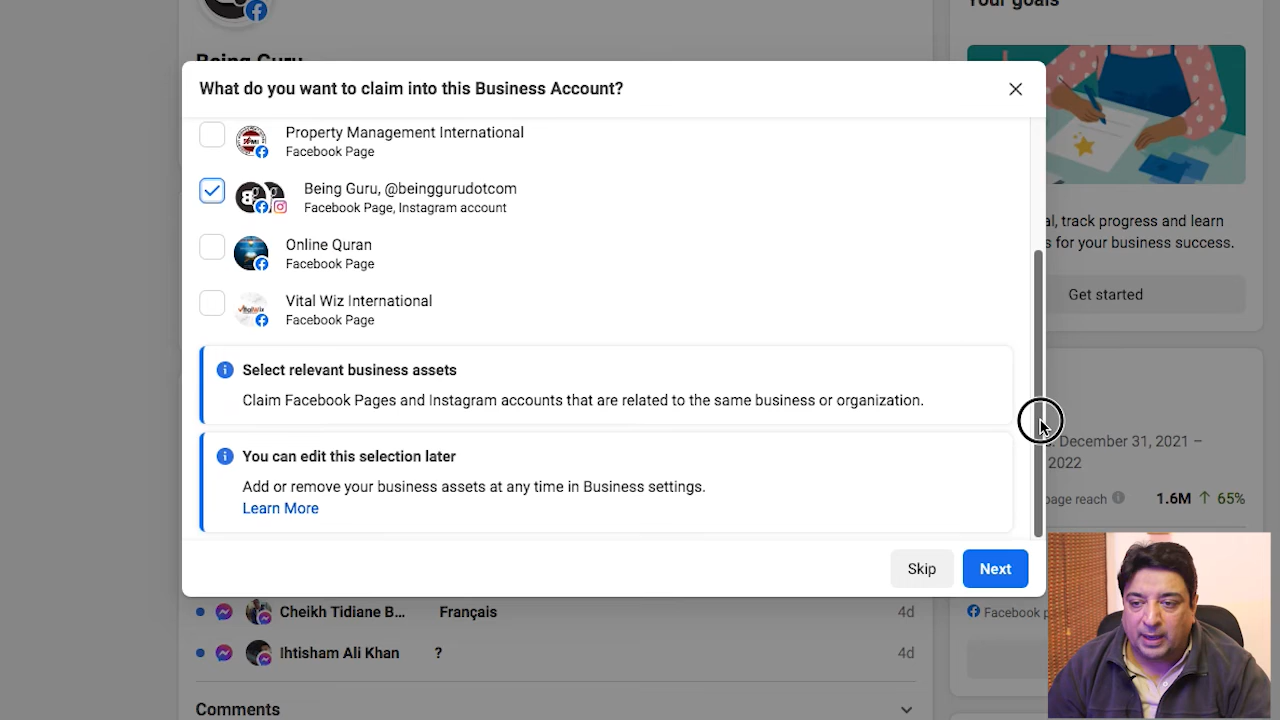 Your goals
Being Guru
What do you want to claim into this Business Account?
Property Management International
Facebook Page
Being Guru, @beinggurudotcom
Facebook Page, Instagram account
Online Quran
Facebook Page
Vital Wiz International
Facebook Page
Select relevant business assets
Claim Facebook Pages and Instagram accounts that are related to the same business or organization.
You can edit this selection later
Add or remove your business assets at any time in Business settings.
Learn More
Skip
Next
al, track progress and learn
s for your business success.
Get started
December 31, 2021 –
2022
page reach
1.6M ↑ 65%
Facebook p
Cheikh Tidiane B... Français 4d
Ihtisham Ali Khan ? 4d
Comments